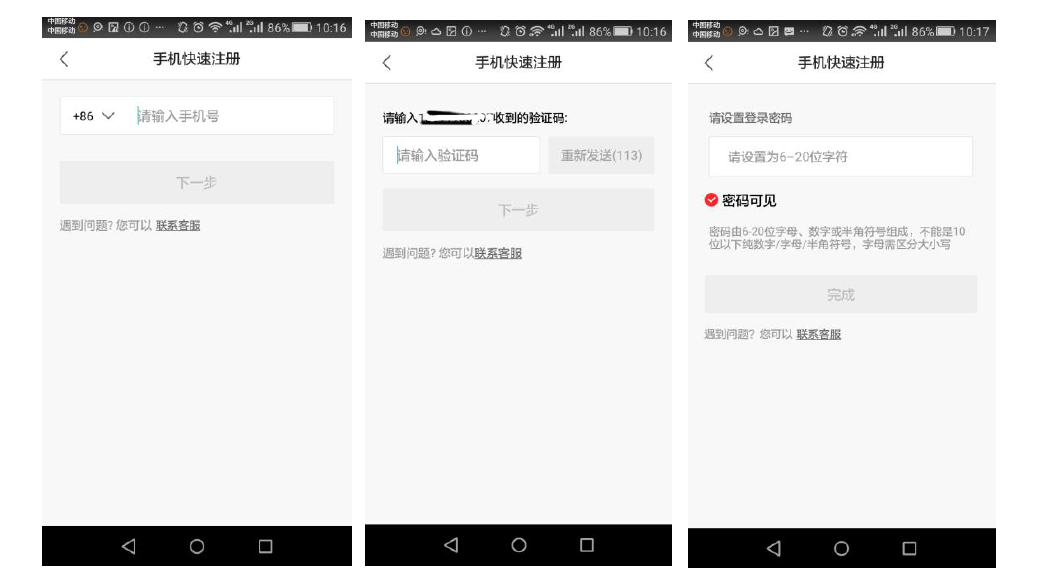 中国移动
中国移动
86% 10:16
手机快速注册
+86
请输入手机号
下一步
遇到问题?您可以 联系客服
中国移动
中国移动
86% 10:16
手机快速注册
请输入1 收到的验证码:
请输入验证码
重新发送(113)
下一步
遇到问题?您可以联系客服
中国移动
中国移动
86% 10:17
手机快速注册
请设置登录密码
请设置为6-20位字符
密码可见
密码由6-20位字母、数字或半角符号组成，不能是10
位以下纯数字/字母/半角符号，字母需区分大小写
完成
遇到问题? 您可以 联系客服